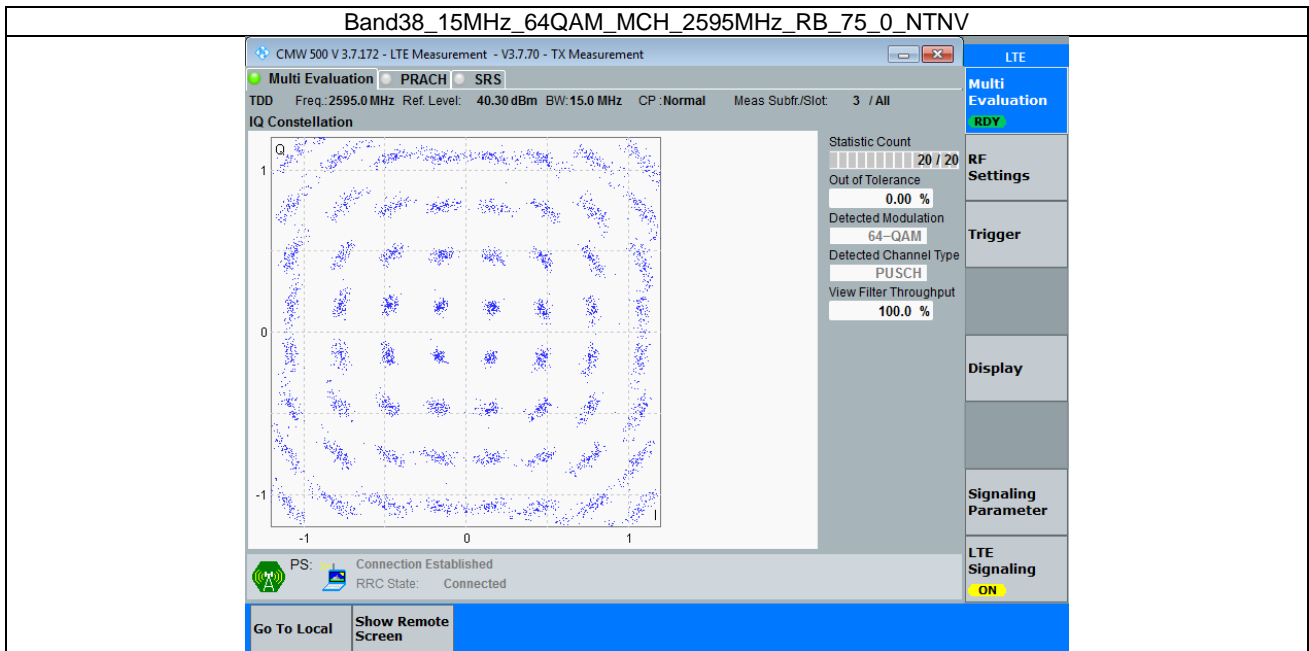 Band38_15MHz_64QAM_MCH_2595MHz_RB_75_0_NTNV
CMW 500 V 3.7.172 - LTE Measurement - V3.7.70 - TX Measurement
LTE
Multi Evaluation PRACH SRS
Multi
Evaluation
RDY
TDD Freq.:2595.0 MHz Ref. Level: 40.30 dBm BW:15.0 MHz CP :Normal Meas Subfr./Slot: 3 / All
IQ Constellation
Q
1
0
-1
I
-1 0 1
Statistic Count
20 / 20
Out of Tolerance
0.00 %
Detected Modulation
64-QAM
Detected Channel Type
PUSCH
View Filter Throughput
100.0 %
RF
Settings
Trigger
Display
Signaling
Parameter
LTE
Signaling
ON
PS: Connection Established
RRC State: Connected
Go To Local
Show Remote
Screen